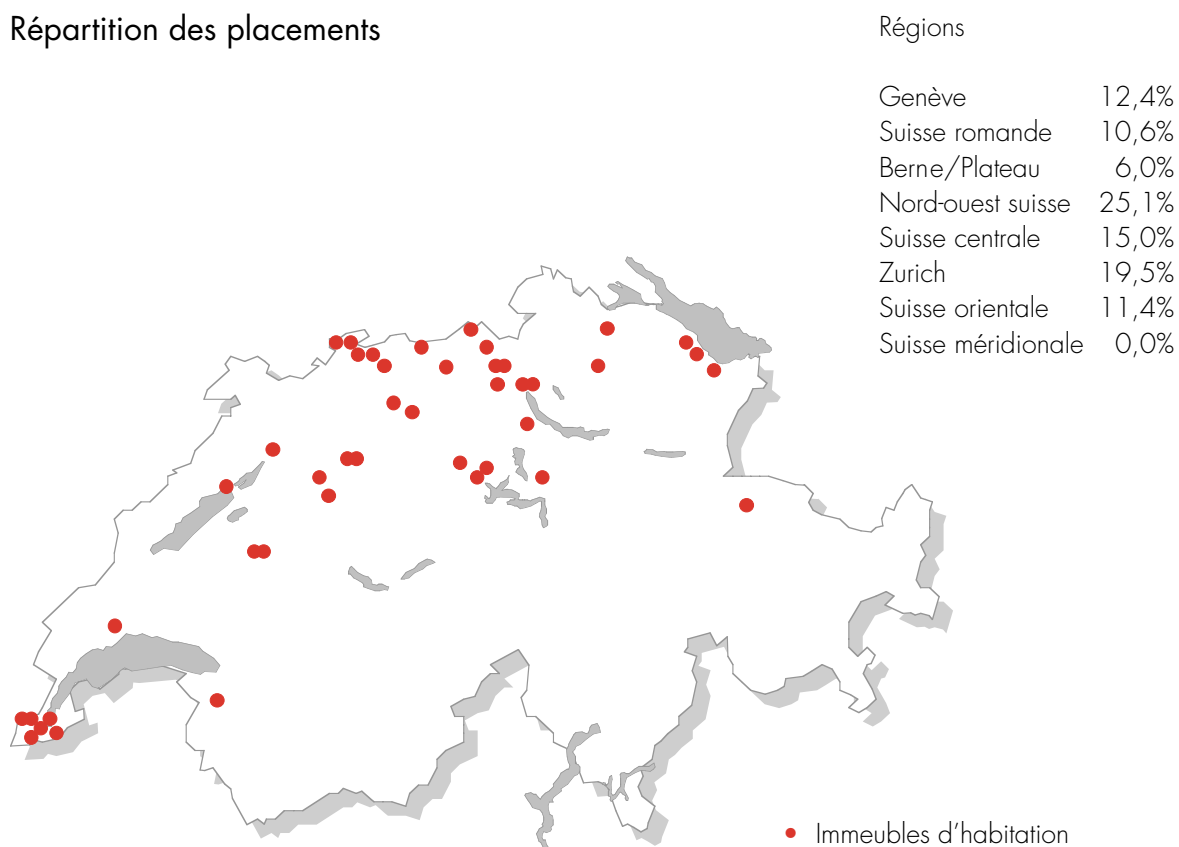 Répartition des placements
Régions
Genève 12,4%
Suisse romande 10,6%
Berne/Plateau 6,0%
Nord-ouest suisse 25,1%
Suisse centrale 15,0%
Zurich 19,5%
Suisse orientale 11,4%
Suisse méridionale 0,0%
Immeubles d'habitation